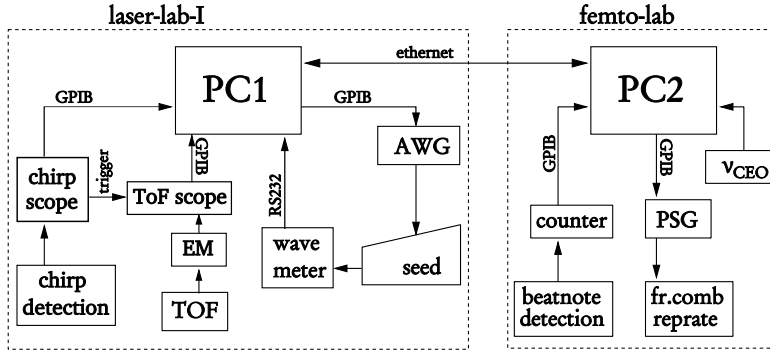 laser-lab-I
femto-lab
ethernet
PC1
PC2
GPIB
GPIB
GPIB
GPIB
GPIB
AWG
νCEO
chirp
scope
trigger
ToF scope
RS232
counter
PSG
EM
wave
meter
seed
chirp
detection
TOF
beatnote
detection
fr.comb
reprate